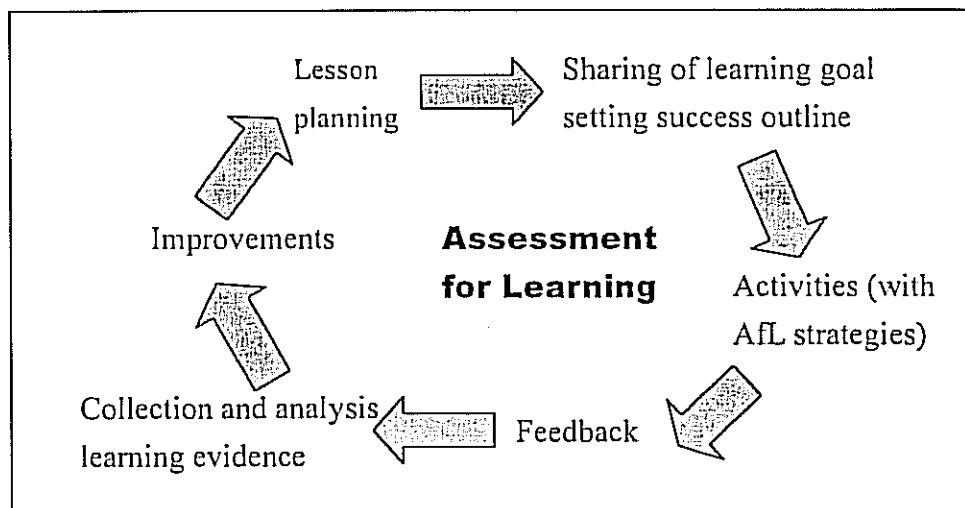 Lesson
planning
Sharing of learning goal
setting success outline
Improvements
Assessment
for Learning
Activities (with
AfL strategies)
Collection and analysis
learning evidence
Feedback